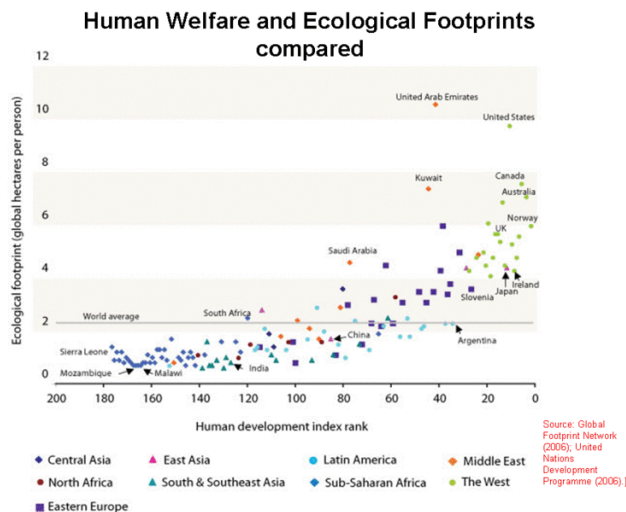 Human Welfare and Ecological Footprints
compared
Ecological footprint (global hectares per person)
12
10
8
6
4
2
0
United Arab Emirates
United States
Canada
Kuwait
Australia
Norway
UK
Saudi Arabia
Ireland
Japan
Slovenia
South Africa
World average
China
Argentina
Sierra Leone
India
Mozambique
Malawi
200 180 160 140 120 100 80 60 40 20 0
Human development index rank
Central Asia East Asia Latin America Middle East
North Africa South & Southeast Asia Sub-Saharan Africa The West
Eastern Europe
Source: Global
Footprint Network
(2006); United
Nations
Development
Programme (2006).]